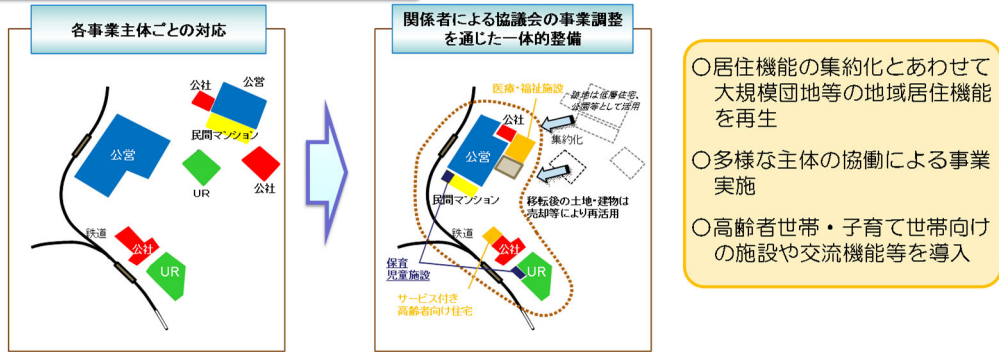 各事業主体ごとの対応
公社
公営
民間マンション
公営
UR
公社
鉄道
公社
UR
関係者による協議会の事業調整
を通じた一体的整備
医療・福祉施設
跡地は低層住宅、
公園等として活用
公社
集約化
公営
民間マンション
移転後の土地・建物は
売却等により再活用
鉄道
公社
保育
児童施設
UR
サービス付き
高齢者向け住宅
○居住機能の集約化とあわせて
大規模団地等の地域居住機能
を再生
○多様な主体の協働による事業
実施
○高齢者世帯・子育て世帯向け
の施設や交流機能等を導入